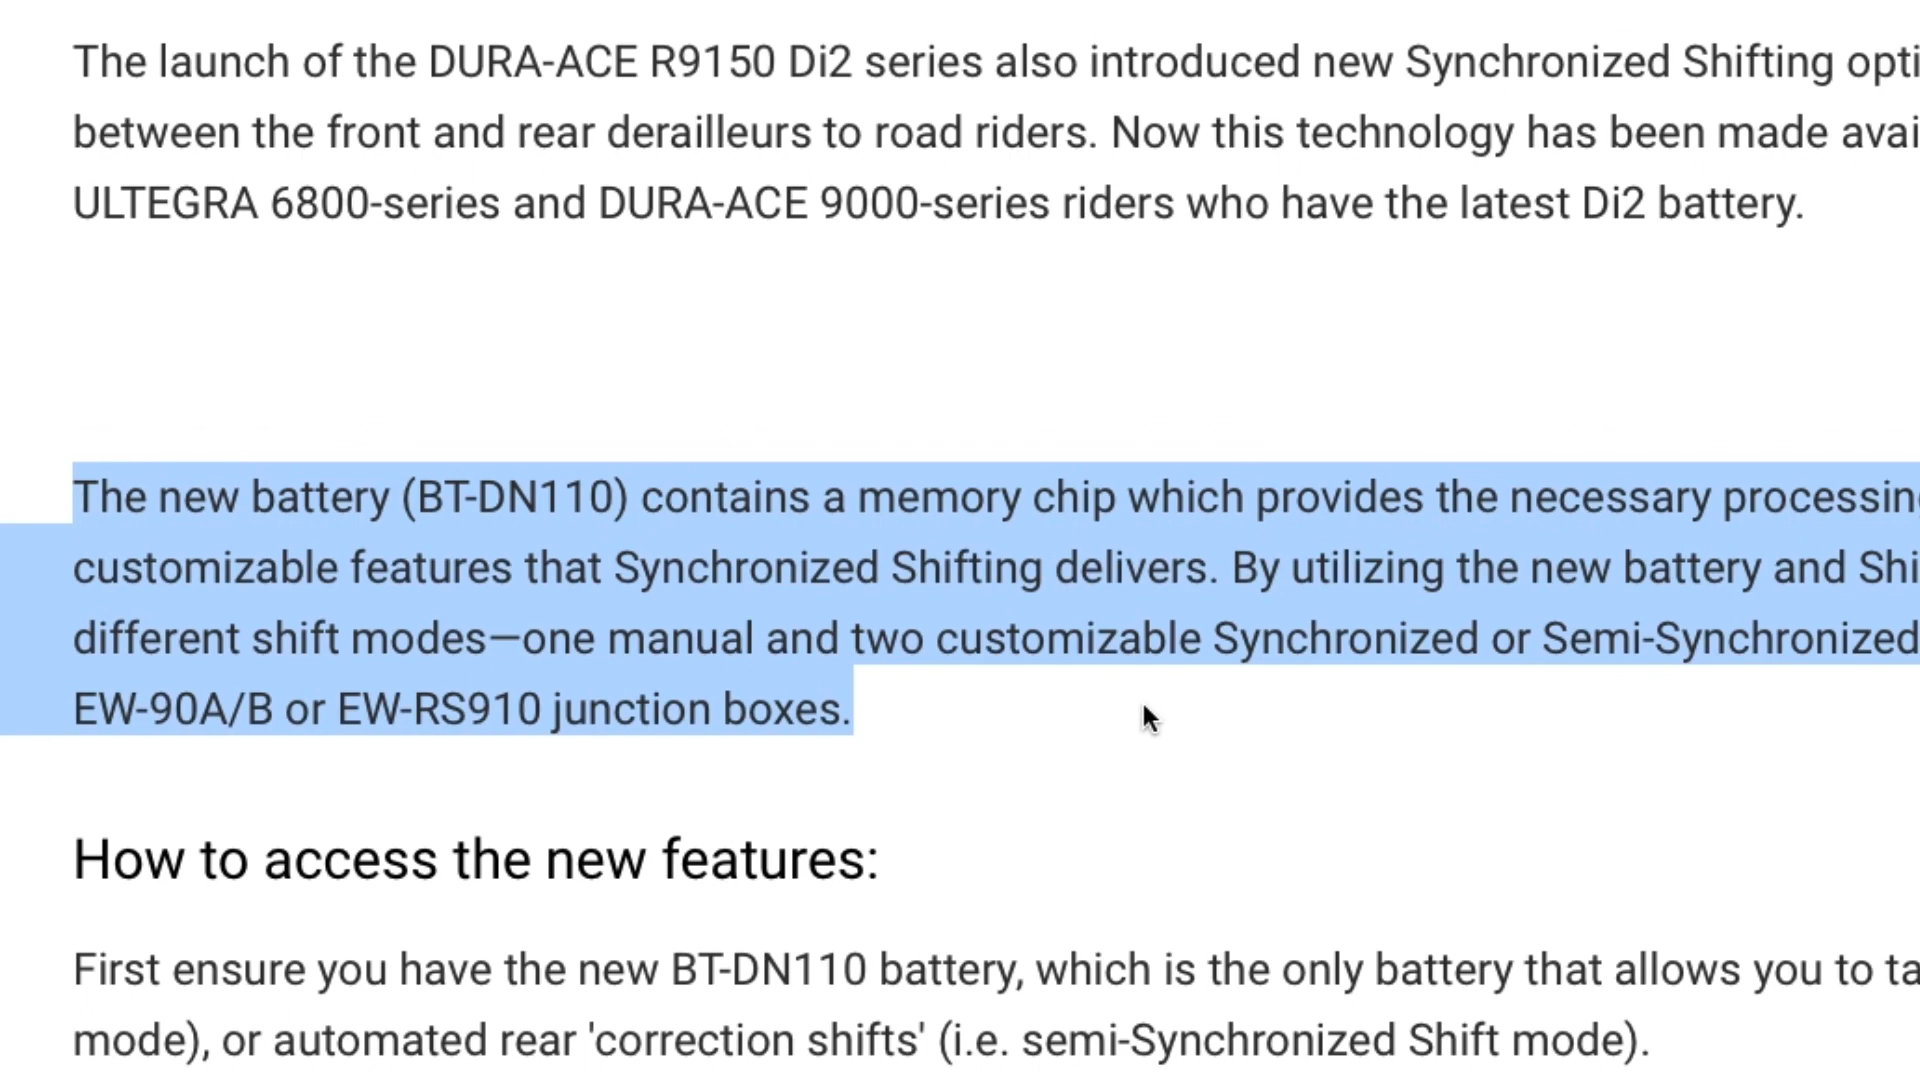 The launch of the DURA-ACE R9150 Di2 series also introduced new Synchronized Shifting
between the front and rear derailleurs to road riders. Now this technology has been made
ULTEGRA 6800-series and DURA-ACE 9000-series riders who have the latest Di2 battery.
The new battery (BT-DN110) contains a memory chip which provides the necessary
customizable features that Synchronized Shifting delivers. By utilizing the new battery and
different shift modes—one manual and two customizable Synchronized or Semi-Synchronized
EW-90A/B or EW-RS910 junction boxes.
How to access the new features:
First ensure you have the new BT-DN110 battery, which is the only battery that allows you to
mode), or automated rear 'correction shifts' (i.e. semi-Synchronized Shift mode).